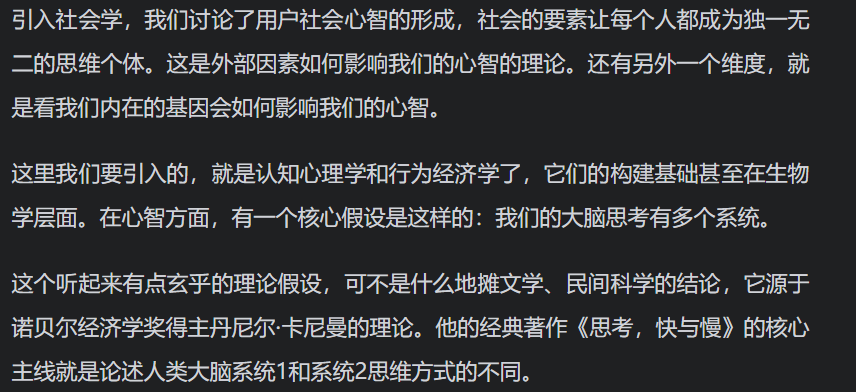 引入社会学，我们讨论了用户社会心智的形成，社会的要素让每个人都成为独一无
二的思维个体。这是外部因素如何影响我们的心智的理论。还有另外一个维度，就
是看我们内在的基因会如何影响我们的心智。
这里我们要引入的，就是认知心理学和行为经济学了，它们的构建基础甚至在生物
学层面。在心智方面，有一个核心假设是这样的：我们的大脑思考有多个系统。
这个听起来有点玄乎的理论假设，可不是什么地摊文学、民间科学的结论，它源于
诺贝尔经济学奖得主丹尼尔·卡尼曼的理论。他的经典著作《思考，快与慢》的核心
主线就是论述人类大脑系统1和系统2思维方式的不同。